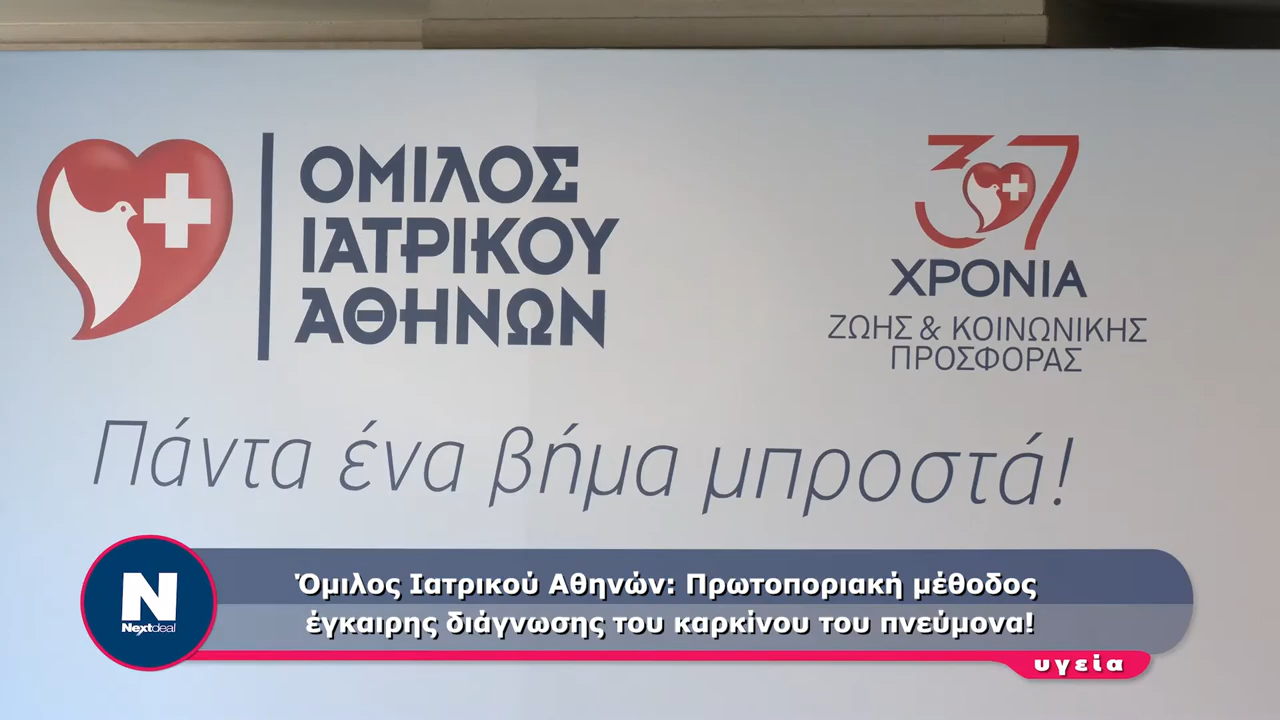 ΟΜΙΛΟΣ
ΙΑΤΡΙΚΟΥ
ΑΘΗΝΩΝ
37
ΧΡΟΝΙΑ
ΖΩΗΣ & ΚΟΙΝΩΝΙΚΗΣ
ΠΡΟΣΦΟΡΑΣ
Πάντα ένα βήμα μπροστά!
N
Nextdeal
Όμιλος Ιατρικού Αθηνών: Πρωτοποριακή μέθοδος
έγκαιρης διάγνωσης του καρκίνου του πνεύμονα!
υγεία